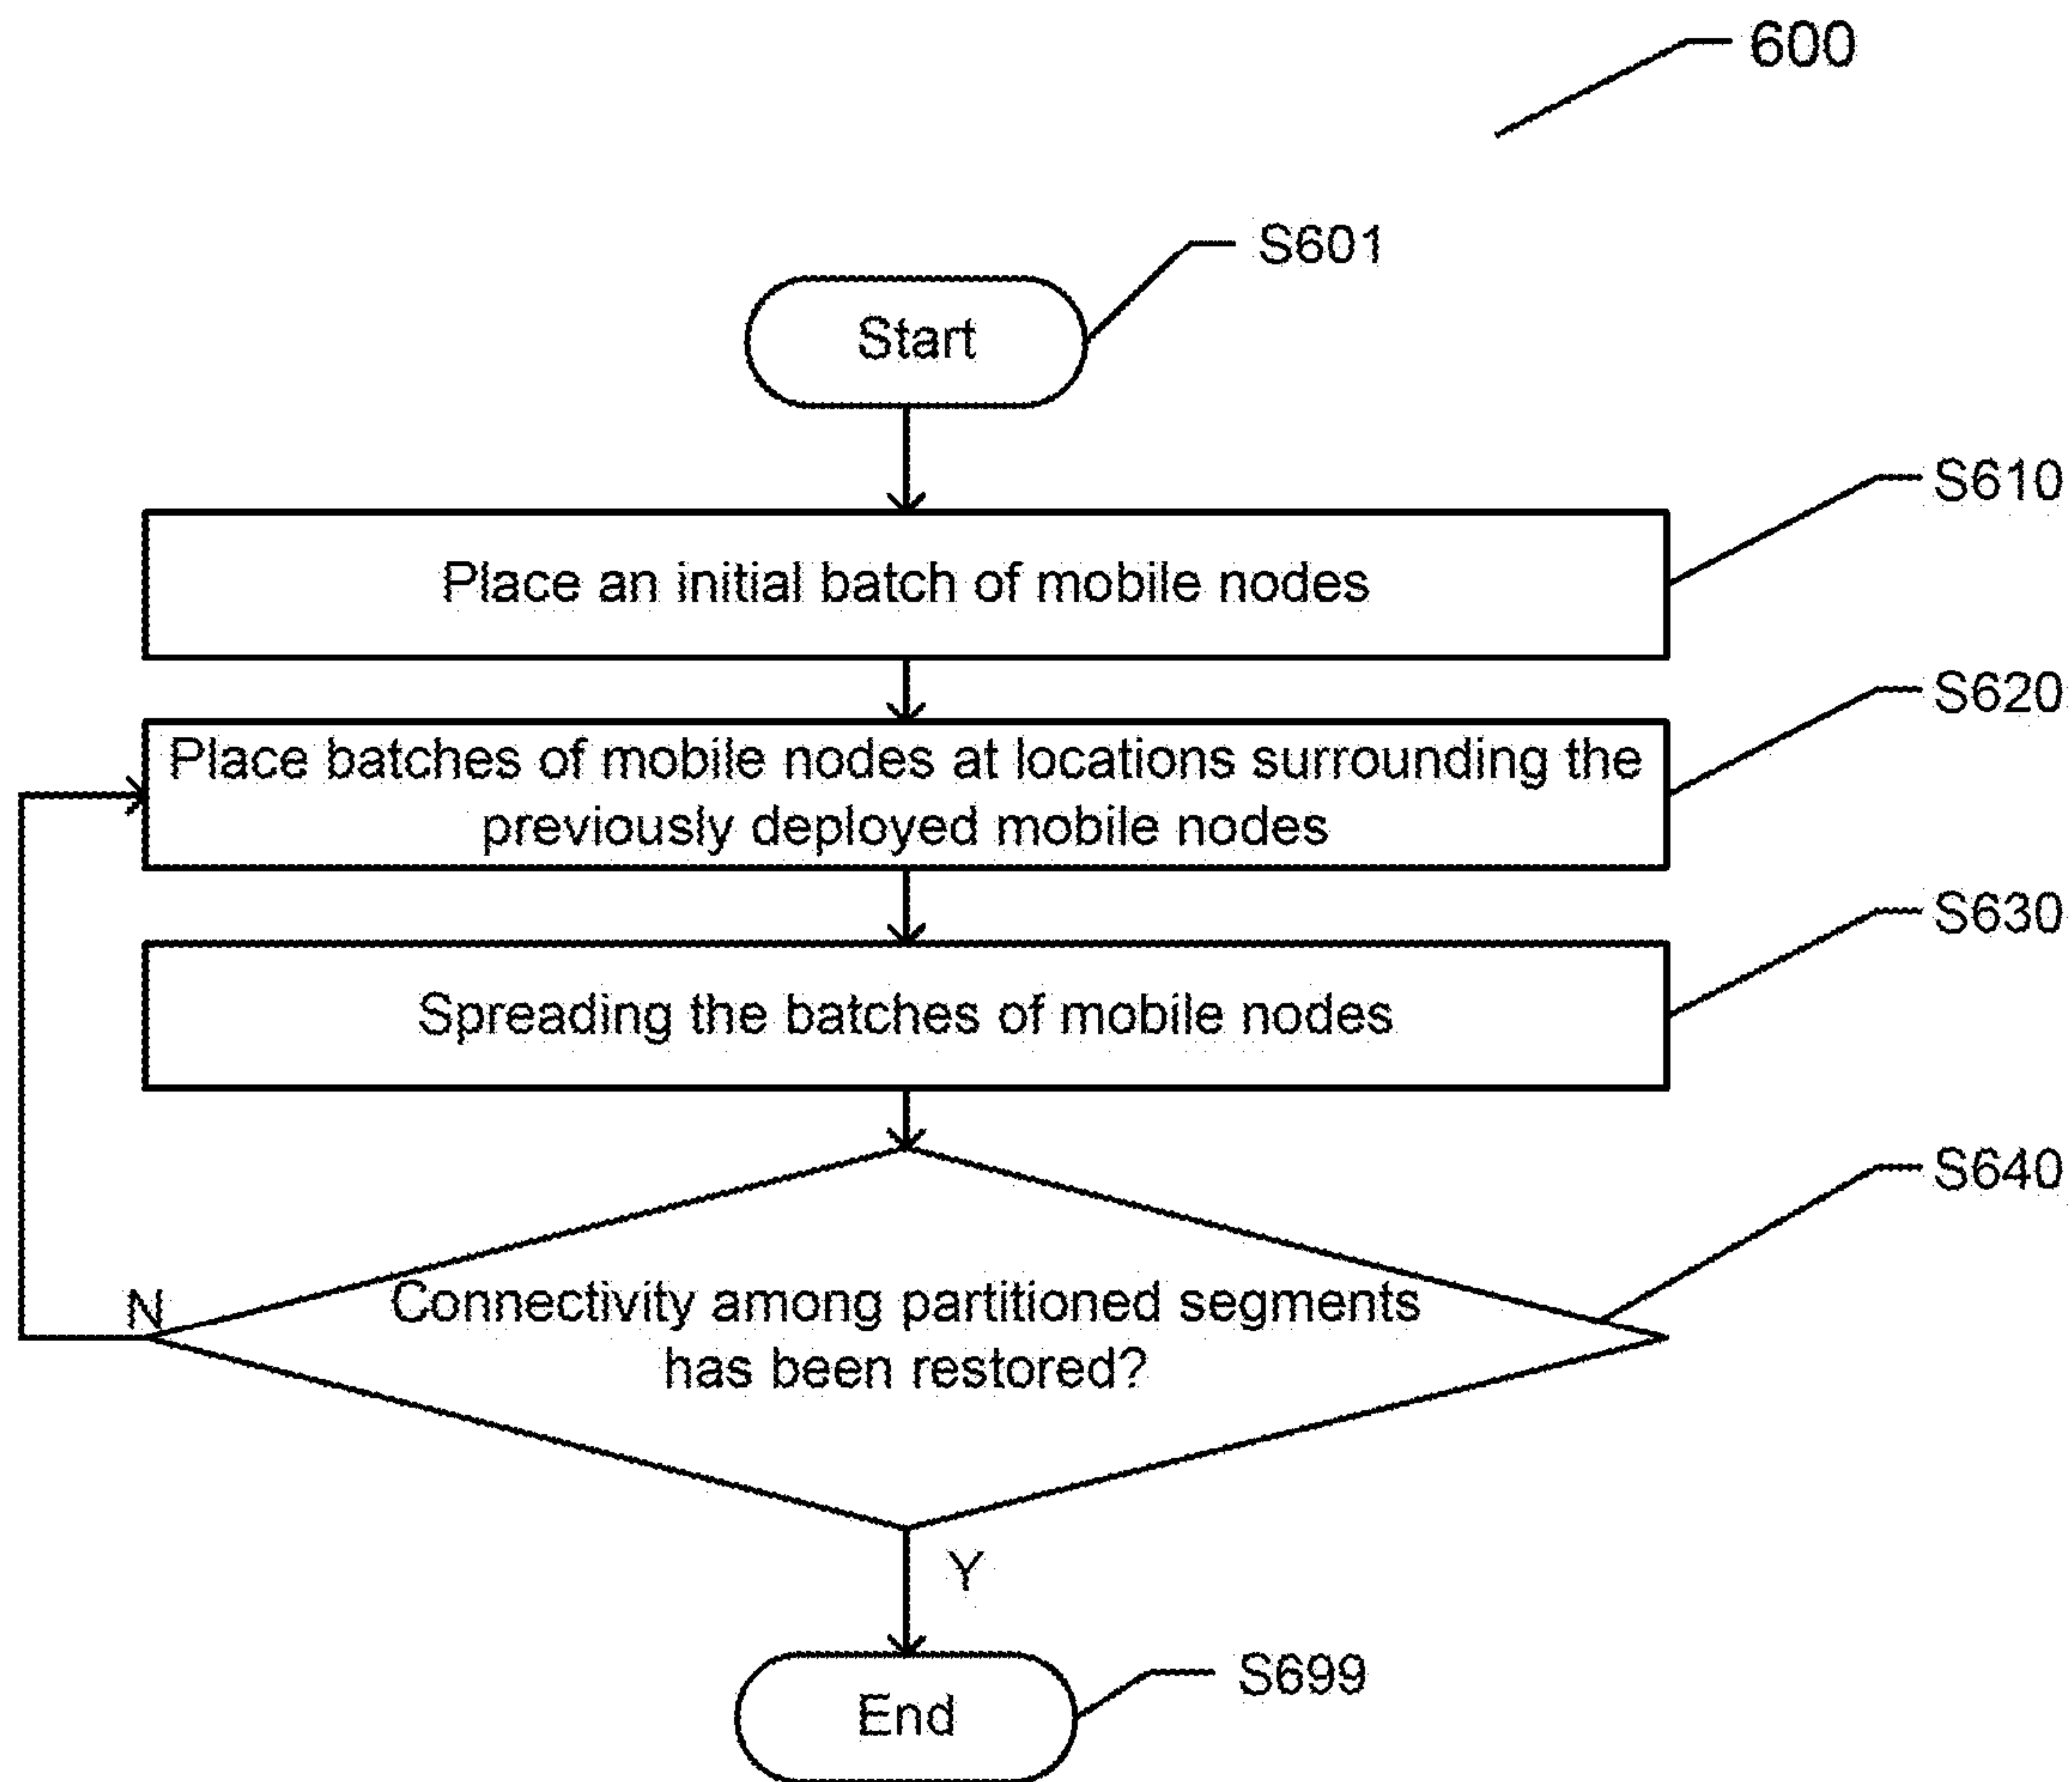 600
S601
Start
S610
Place an initial batch of mobile nodes
S620
Place batches of mobile nodes at locations surrounding the
previously deployed mobile nodes
S630
Spreading the batches of mobile nodes
S640
N
Connectivity among partitioned segments
has been restored?
Y
S699
End